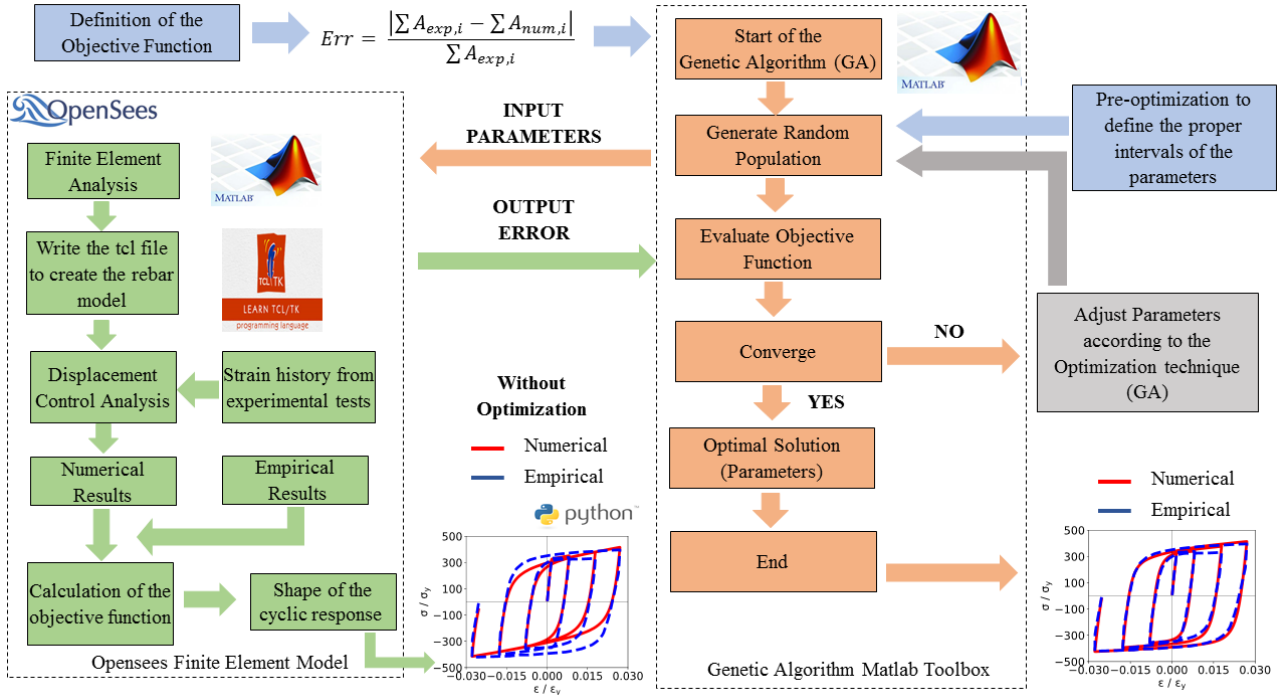 Definition of the
Objective Function
Err = |∑ A_exp,i − ∑ A_num,i| / ∑ A_exp,i
Start of the
Genetic Algorithm (GA)
MATLAB
OpenSees
INPUT
PARAMETERS
Generate Random
Population
Pre-optimization to
define the proper
intervals of the
parameters
Finite Element
Analysis
MATLAB
OUTPUT
ERROR
Write the tcl file
to create the rebar
model
TCL TK
LEARN TCL/TK
programming language
Evaluate Objective
Function
Displacement
Control Analysis
Strain history from
experimental tests
Converge
NO
Adjust Parameters
according to the
Optimization technique
(GA)
YES
Without
Optimization
Numerical
Empirical
Numerical
Results
Empirical
Results
Optimal Solution
(Parameters)
End
Calculation of the
objective function
Shape of the
cyclic response
Opensees Finite Element Model
python™
500
300
100
−100
−300
−500
σ / σy
−0.030 −0.015 0.000 0.015 0.030
ε / εy
Genetic Algorithm Matlab Toolbox
Numerical
Empirical
500
300
100
−100
−300
−500
σ / σy
−0.030 −0.015 0.000 0.015 0.030
ε / εy